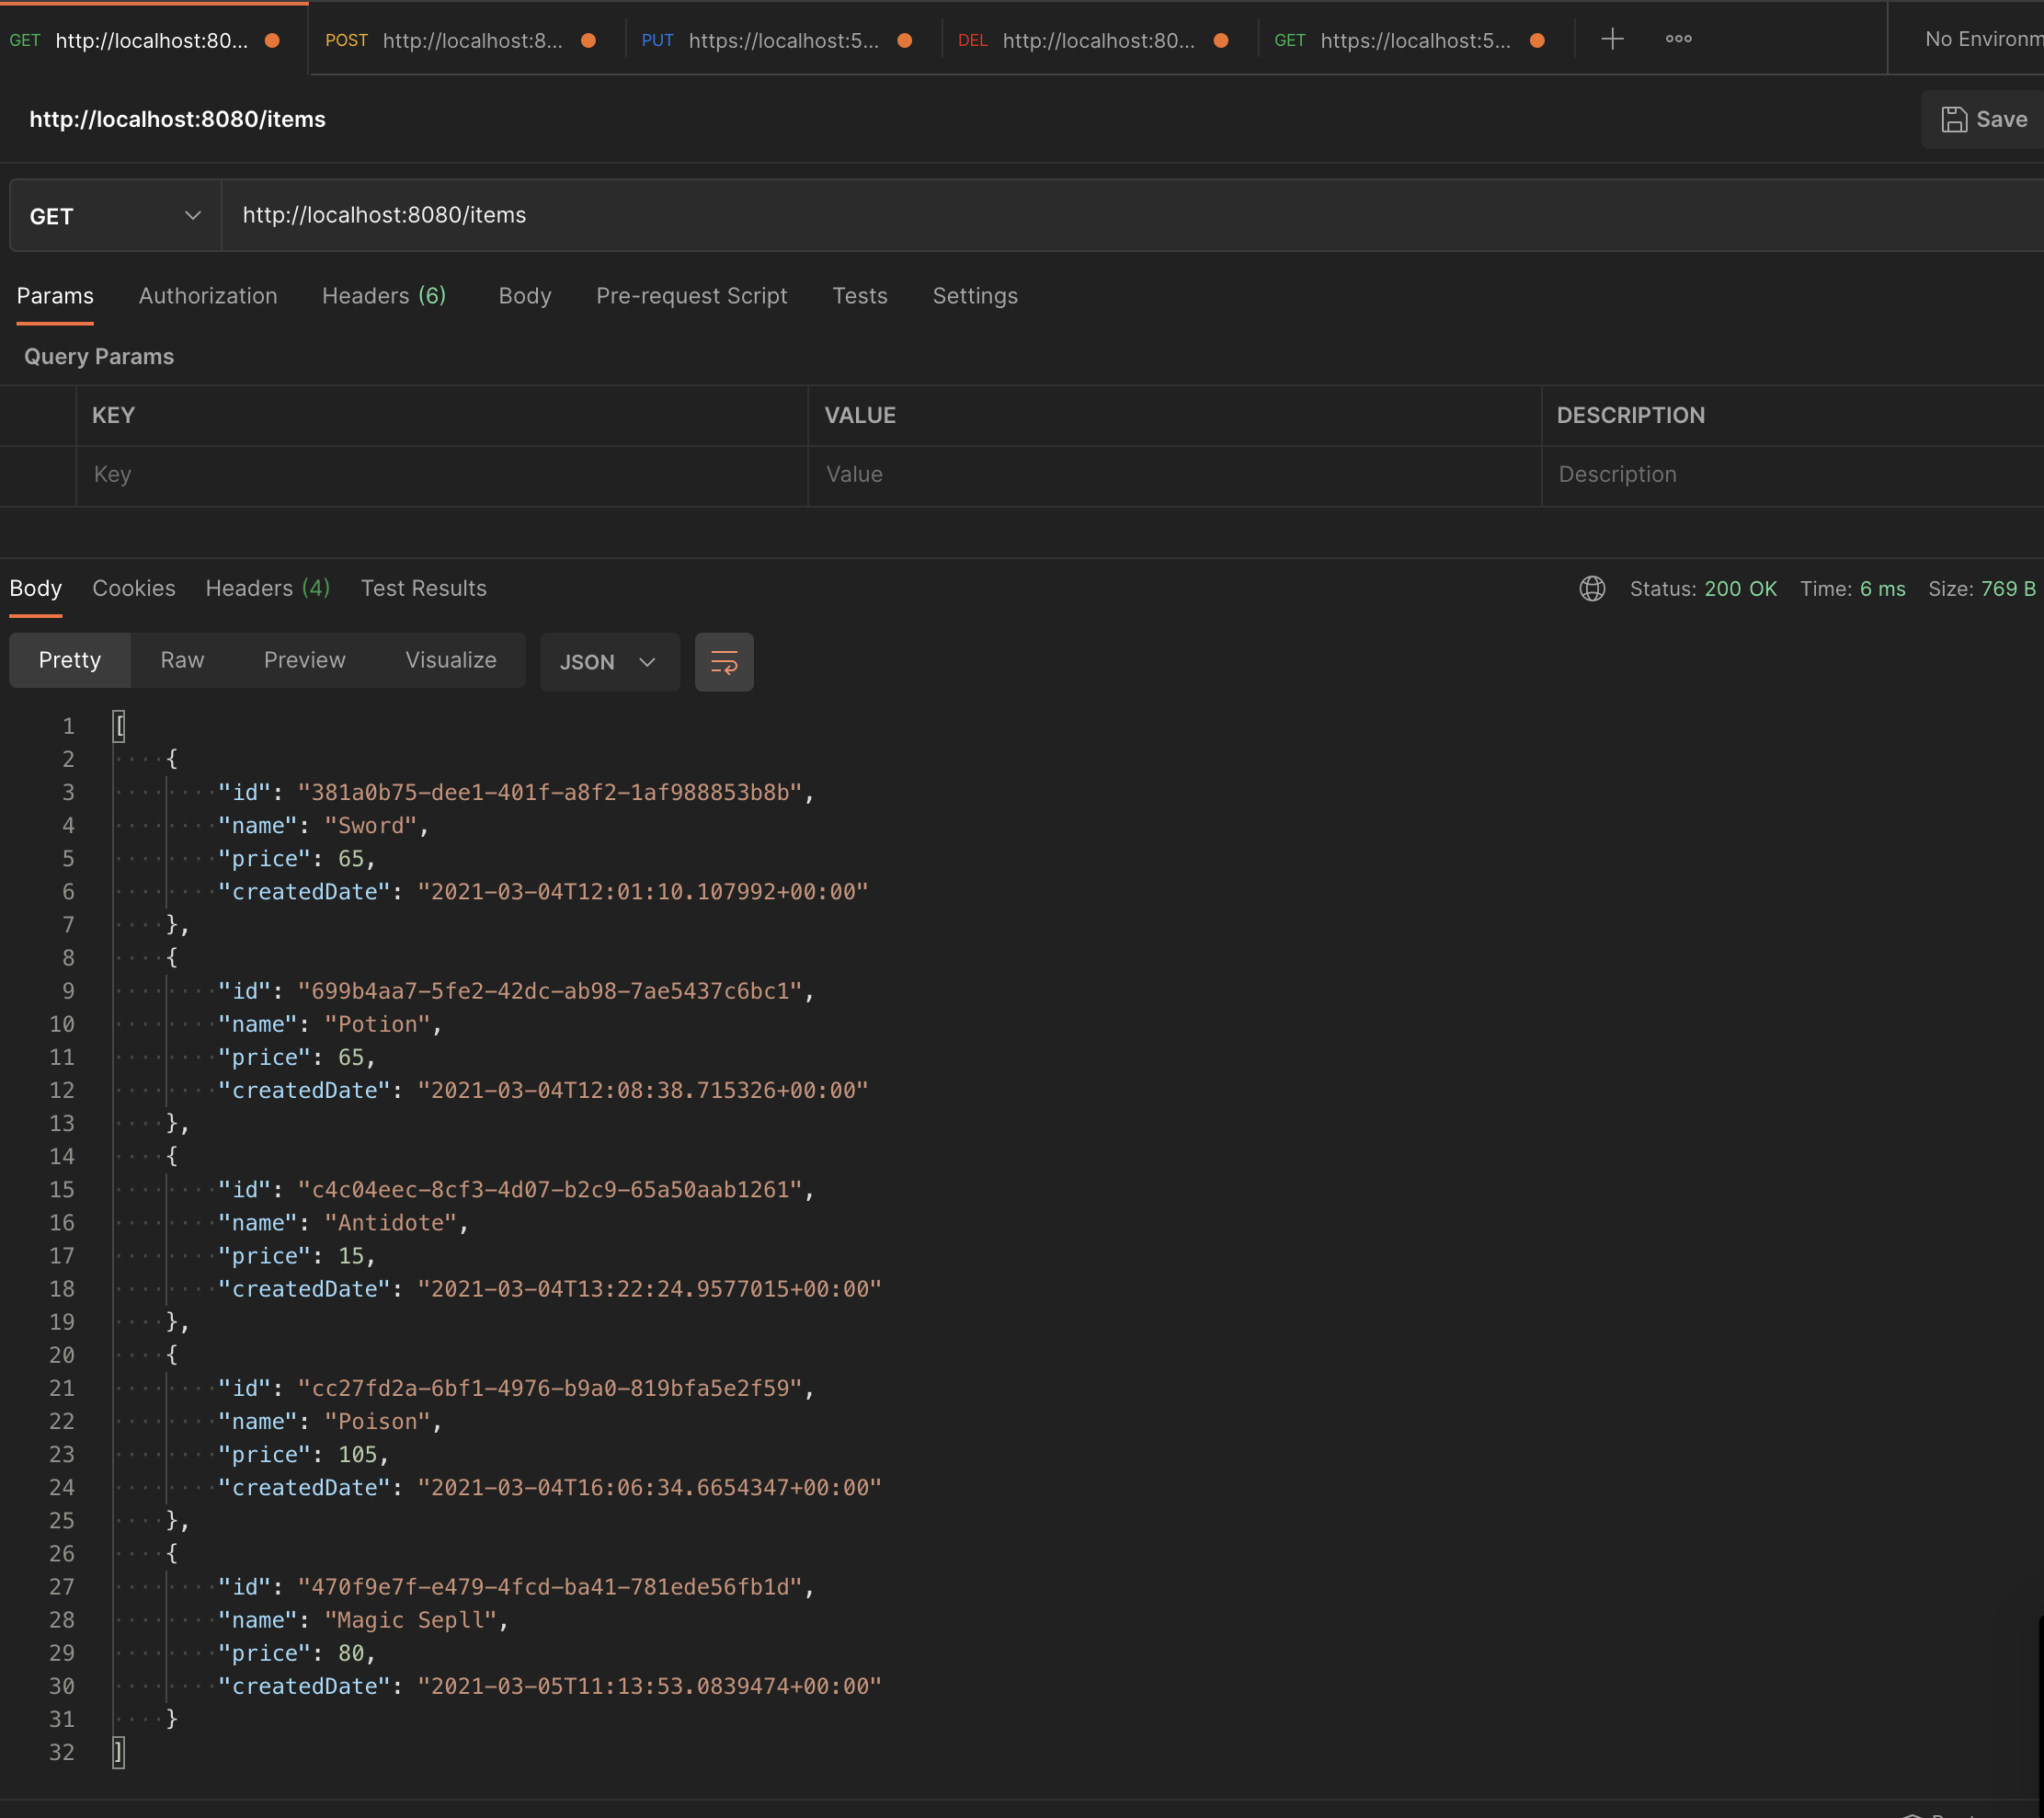 GET http://localhost:80... POST http://localhost:8... PUT https://localhost:5... DEL http://localhost:80... GET https://localhost:5... No Environm
http://localhost:8080/items Save
GET http://localhost:8080/items
Params Authorization Headers (6) Body Pre-request Script Tests Settings
Query Params
KEY VALUE DESCRIPTION
Key Value Description
Body Cookies Headers (4) Test Results Status: 200 OK Time: 6 ms Size: 769 B
Pretty Raw Preview Visualize JSON
1 [
2 {
3 "id": "381a0b75-dee1-401f-a8f2-1af988853b8b",
4 "name": "Sword",
5 "price": 65,
6 "createdDate": "2021-03-04T12:01:10.107992+00:00"
7 },
8 {
9 "id": "699b4aa7-5fe2-42dc-ab98-7ae5437c6bc1",
10 "name": "Potion",
11 "price": 65,
12 "createdDate": "2021-03-04T12:08:38.715326+00:00"
13 },
14 {
15 "id": "c4c04eec-8cf3-4d07-b2c9-65a50aab1261",
16 "name": "Antidote",
17 "price": 15,
18 "createdDate": "2021-03-04T13:22:24.9577015+00:00"
19 },
20 {
21 "id": "cc27fd2a-6bf1-4976-b9a0-819bfa5e2f59",
22 "name": "Poison",
23 "price": 105,
24 "createdDate": "2021-03-04T16:06:34.6654347+00:00"
25 },
26 {
27 "id": "470f9e7f-e479-4fcd-ba41-781ede56fb1d",
28 "name": "Magic Sepll",
29 "price": 80,
30 "createdDate": "2021-03-05T11:13:53.0839474+00:00"
31 }
32 ]